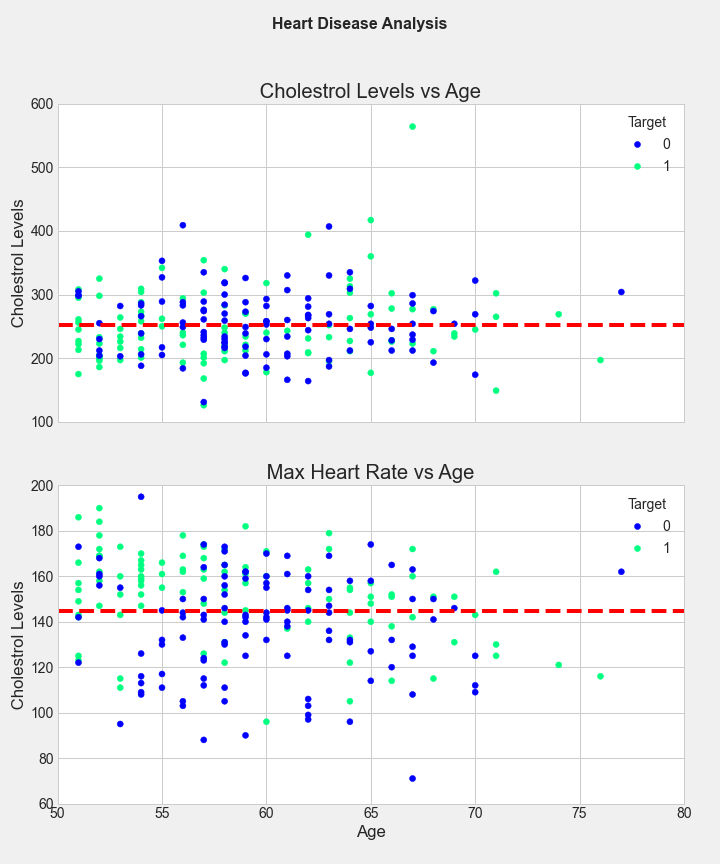 Heart Disease Analysis
Cholestrol Levels vs Age
600
500
400
300
200
100
Cholestrol Levels
Target
0
1
Max Heart Rate vs Age
200
180
160
140
120
100
80
60
Cholestrol Levels
Target
0
1
50 55 60 65 70 75 80
Age